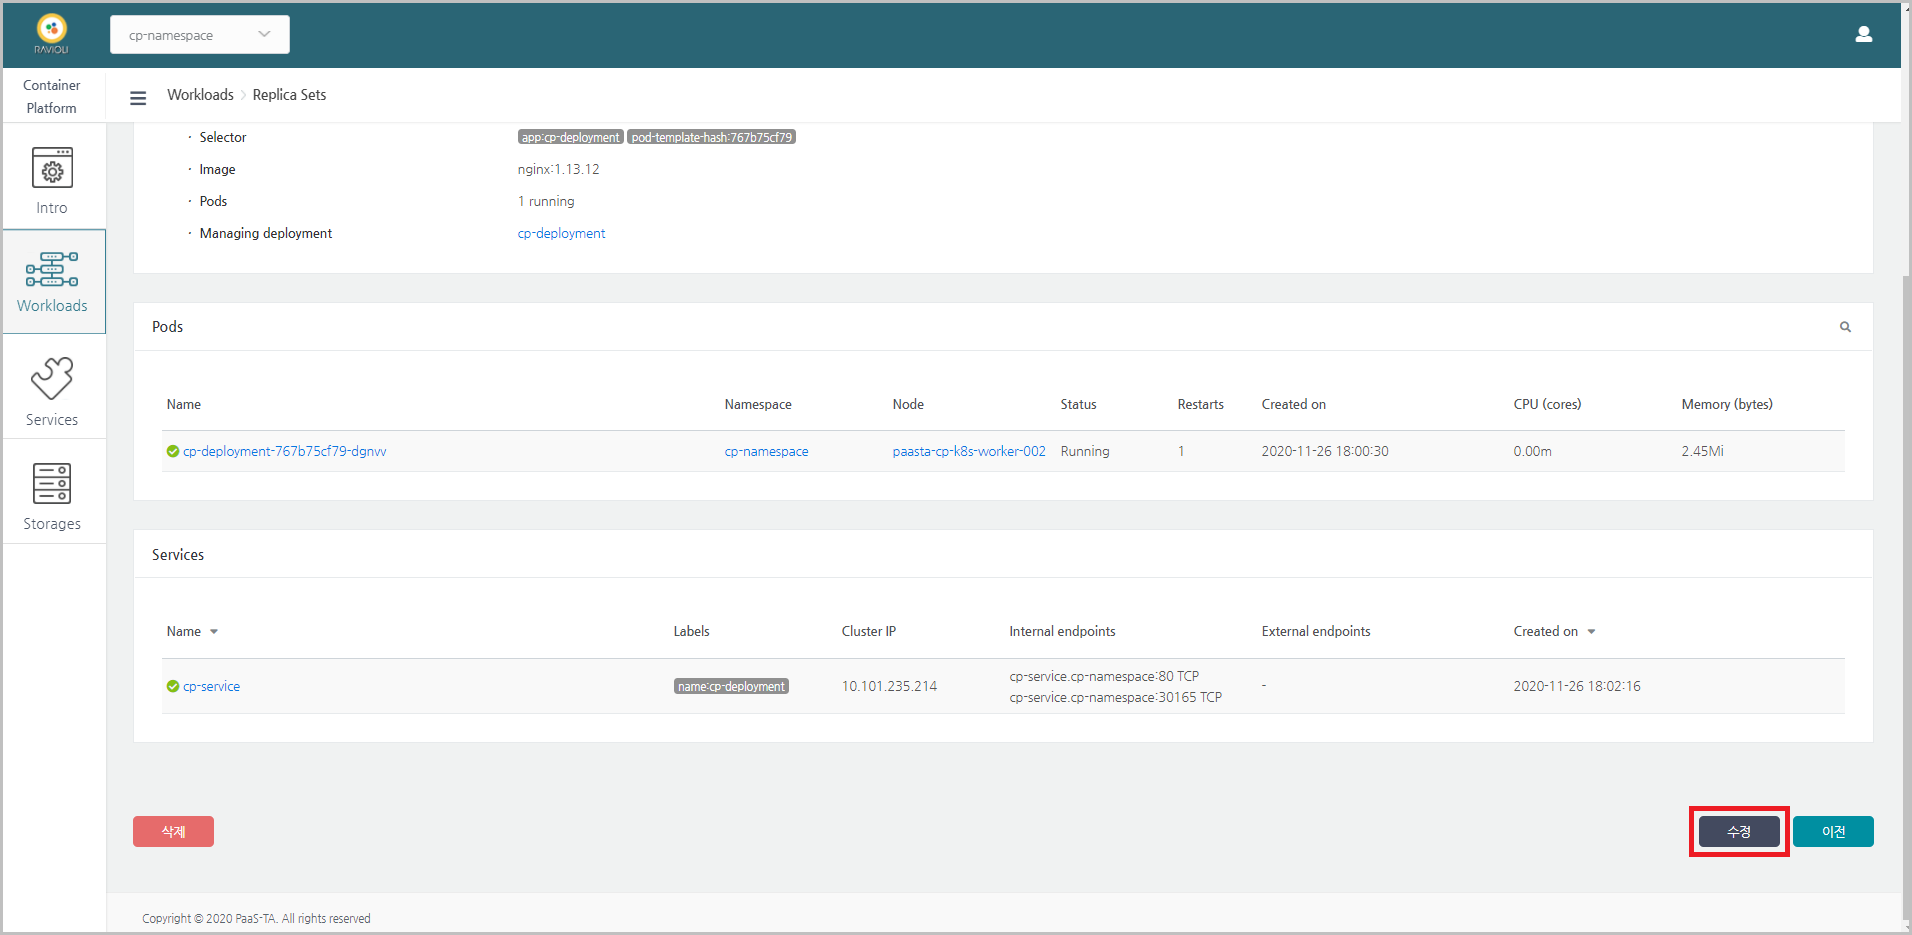 RAVIOLI
cp-namespace
Container
Platform
Workloads > Replica Sets
Intro
Workloads
Services
Storages
· Selector app:cp-deployment pod-template-hash:767b75cf79
· Image nginx:1.13.12
· Pods 1 running
· Managing deployment cp-deployment
Pods
Name Namespace Node Status Restarts Created on CPU (cores) Memory (bytes)
cp-deployment-767b75cf79-dgnvv cp-namespace paasta-cp-k8s-worker-002 Running 1 2020-11-26 18:00:30 0.00m 2.45Mi
Services
Name Labels Cluster IP Internal endpoints External endpoints Created on
cp-service name:cp-deployment 10.101.235.214 cp-service.cp-namespace:80 TCP - 2020-11-26 18:02:16
cp-service.cp-namespace:30165 TCP
삭제 수정 이전
Copyright © 2020 PaaS-TA. All rights reserved